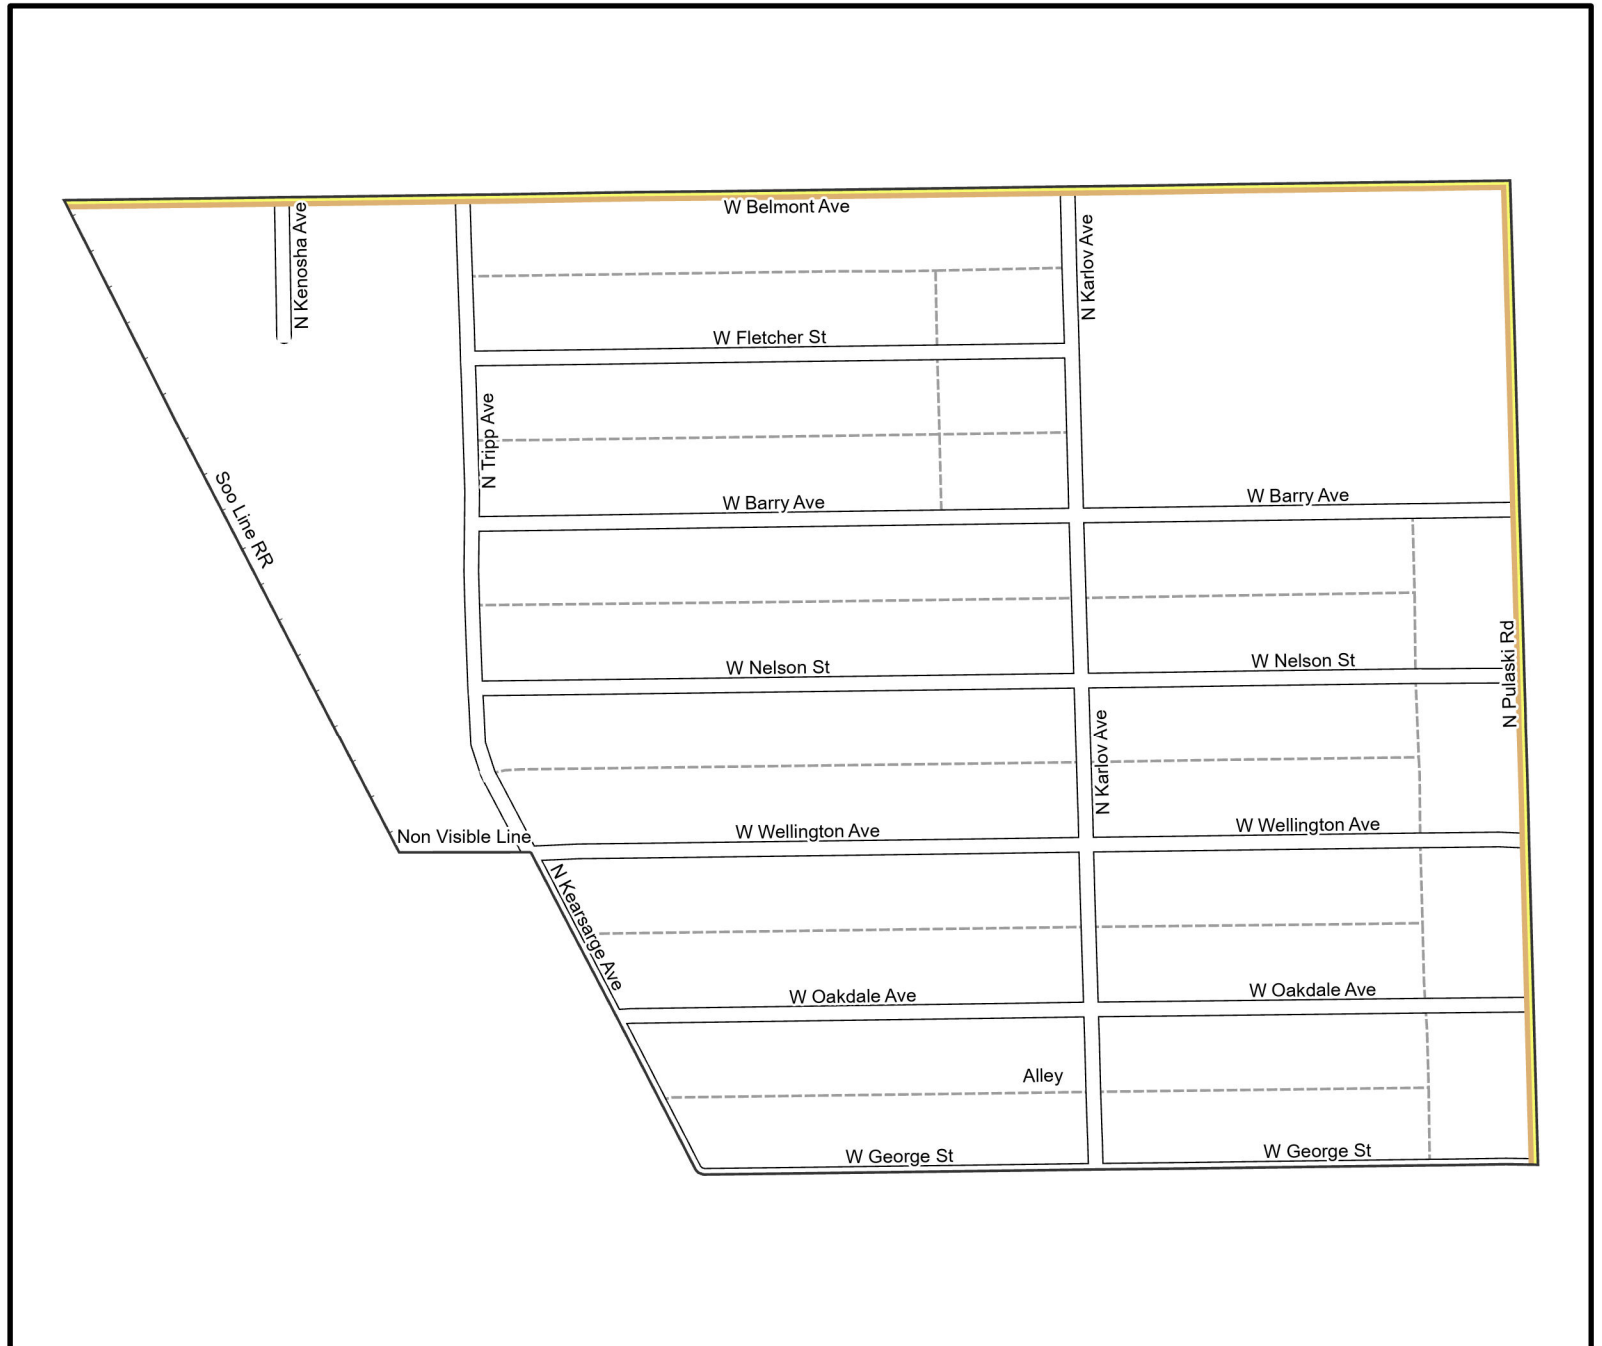 W Belmont Ave
N Kenosha Ave
N Karlov Ave
W Fletcher St
N Tripp Ave
W Barry Ave
W Barry Ave
Soo Line RR
W Nelson St
W Nelson St
N Pulaski Rd
N Karlov Ave
Non Visible Line
W Wellington Ave
W Wellington Ave
N Kearsarge Ave
W Oakdale Ave
W Oakdale Ave
Alley
W George St
W George St